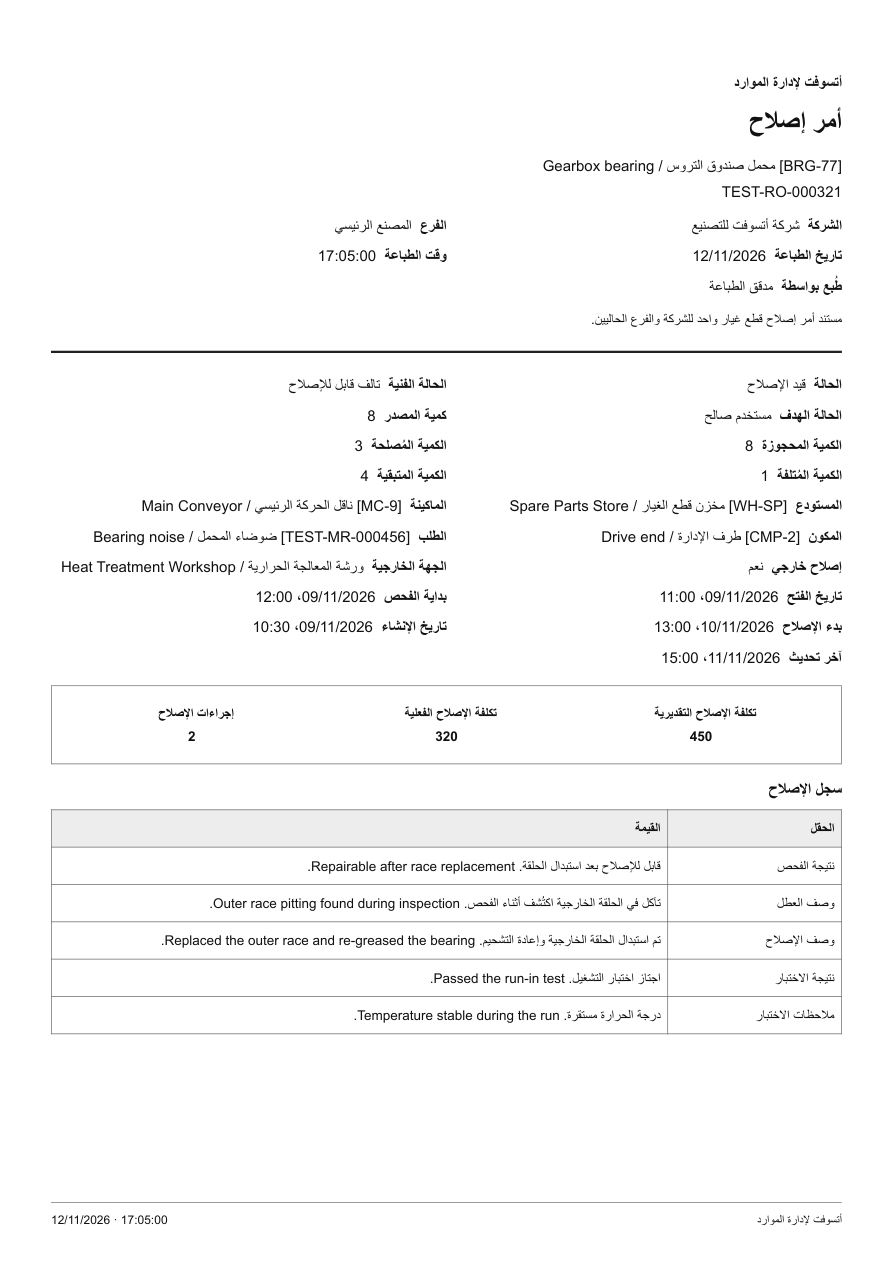 أتسوفت لإدارة الموارد
أمر إصلاح
[BRG-77] محمل صندوق التروس / Gearbox bearing
TEST-RO-000321
الشركة شركة أتسوفت للتصنيع الفرع المصنع الرئيسي
تاريخ الطباعة 12/11/2026 وقت الطباعة 17:05:00
طُبع بواسطة مدقق الطباعة
مستند أمر إصلاح قطع غيار واحد للشركة والفرع الحاليين.
الحالة قيد الإصلاح الحالة الفنية تالف قابل للإصلاح
الحالة الهدف مستخدم صالح كمية المصدر 8
الكمية المحجوزة 8 الكمية المُصلحة 3
الكمية المُتلفة 1 الكمية المتبقية 4
المستودع [WH-SP] مخزن قطع الغيار / Spare Parts Store الماكينة [MC-9] ناقل الحركة الرئيسي / Main Conveyor
المكون [CMP-2] طرف الإدارة / Drive end الطلب [TEST-MR-000456] ضوضاء المحمل / Bearing noise
إصلاح خارجي نعم الجهة الخارجية ورشة المعالجة الحرارية / Heat Treatment Workshop
تاريخ الفتح 09/11/2026، 11:00 بداية الفحص 09/11/2026، 12:00
بدء الإصلاح 10/11/2026، 13:00 تاريخ الإنشاء 09/11/2026، 10:30
آخر تحديث 11/11/2026، 15:00
تكلفة الإصلاح التقديرية تكلفة الإصلاح الفعلية إجراءات الإصلاح
450 320 2
سجل الإصلاح
الحقل القيمة
نتيجة الفحص قابل للإصلاح بعد استبدال الحلقة. Repairable after race replacement.
وصف العطل تآكل في الحلقة الخارجية اكتُشف أثناء الفحص. Outer race pitting found during inspection.
وصف الإصلاح تم استبدال الحلقة الخارجية وإعادة التشحيم. Replaced the outer race and re-greased the bearing.
نتيجة الاختبار اجتاز اختبار التشغيل. Passed the run-in test.
ملاحظات الاختبار درجة الحرارة مستقرة. Temperature stable during the run.
أتسوفت لإدارة الموارد 12/11/2026 · 17:05:00